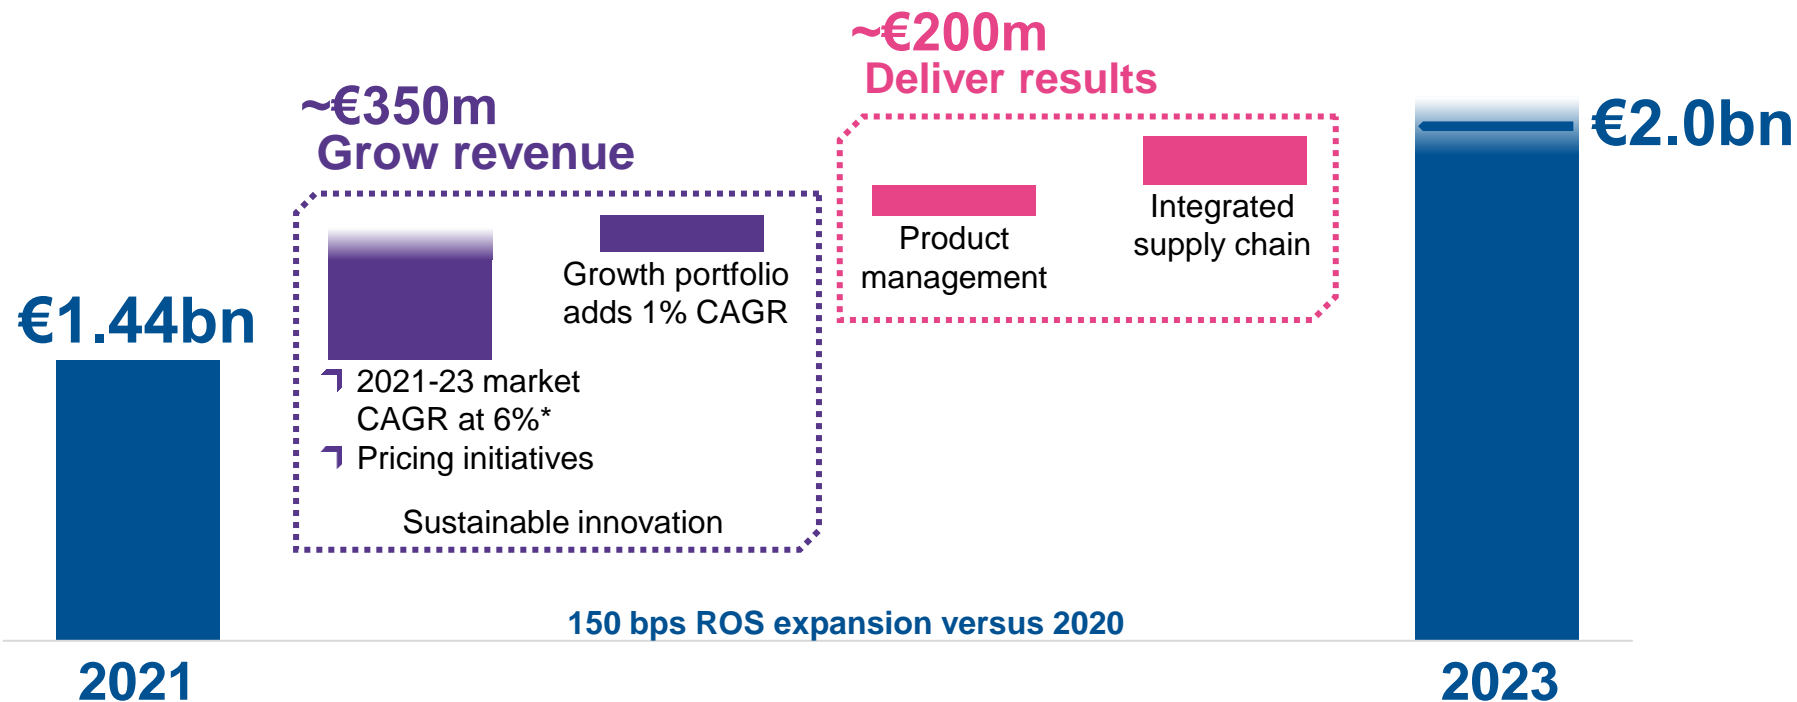 ~€200m
Deliver results
~€350m
Grow revenue
€2.0bn
Integrated
supply chain
Product
management
Growth portfolio
adds 1% CAGR
€1.44bn
2021-23 market
CAGR at 6%*
Pricing initiatives
Sustainable innovation
150 bps ROS expansion versus 2020
2021
2023